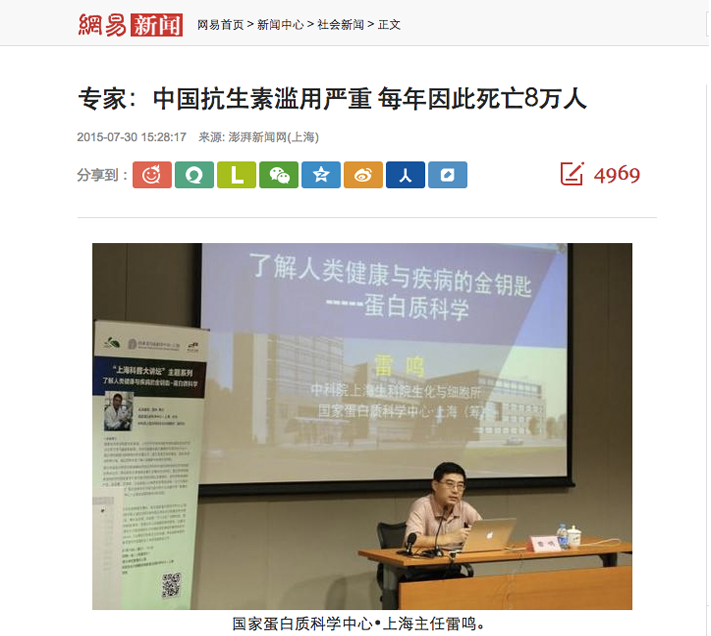 網易新闻 网易首页 > 新闻中心 > 社会新闻 > 正文
专家：中国抗生素滥用严重 每年因此死亡8万人
2015-07-30 15:28:17 来源: 澎湃新闻网(上海)
分享到：
4969
了解人类健康与疾病的金钥匙
-----蛋白质科学
雷 鸣
中科院上海生科院生化与细胞所
国家蛋白质科学中心·上海（筹）
“上海科普大讲坛”主题系列
了解人类健康与疾病的金钥匙-蛋白质科学
雷 鸣
国家蛋白质科学中心•上海主任雷鸣。